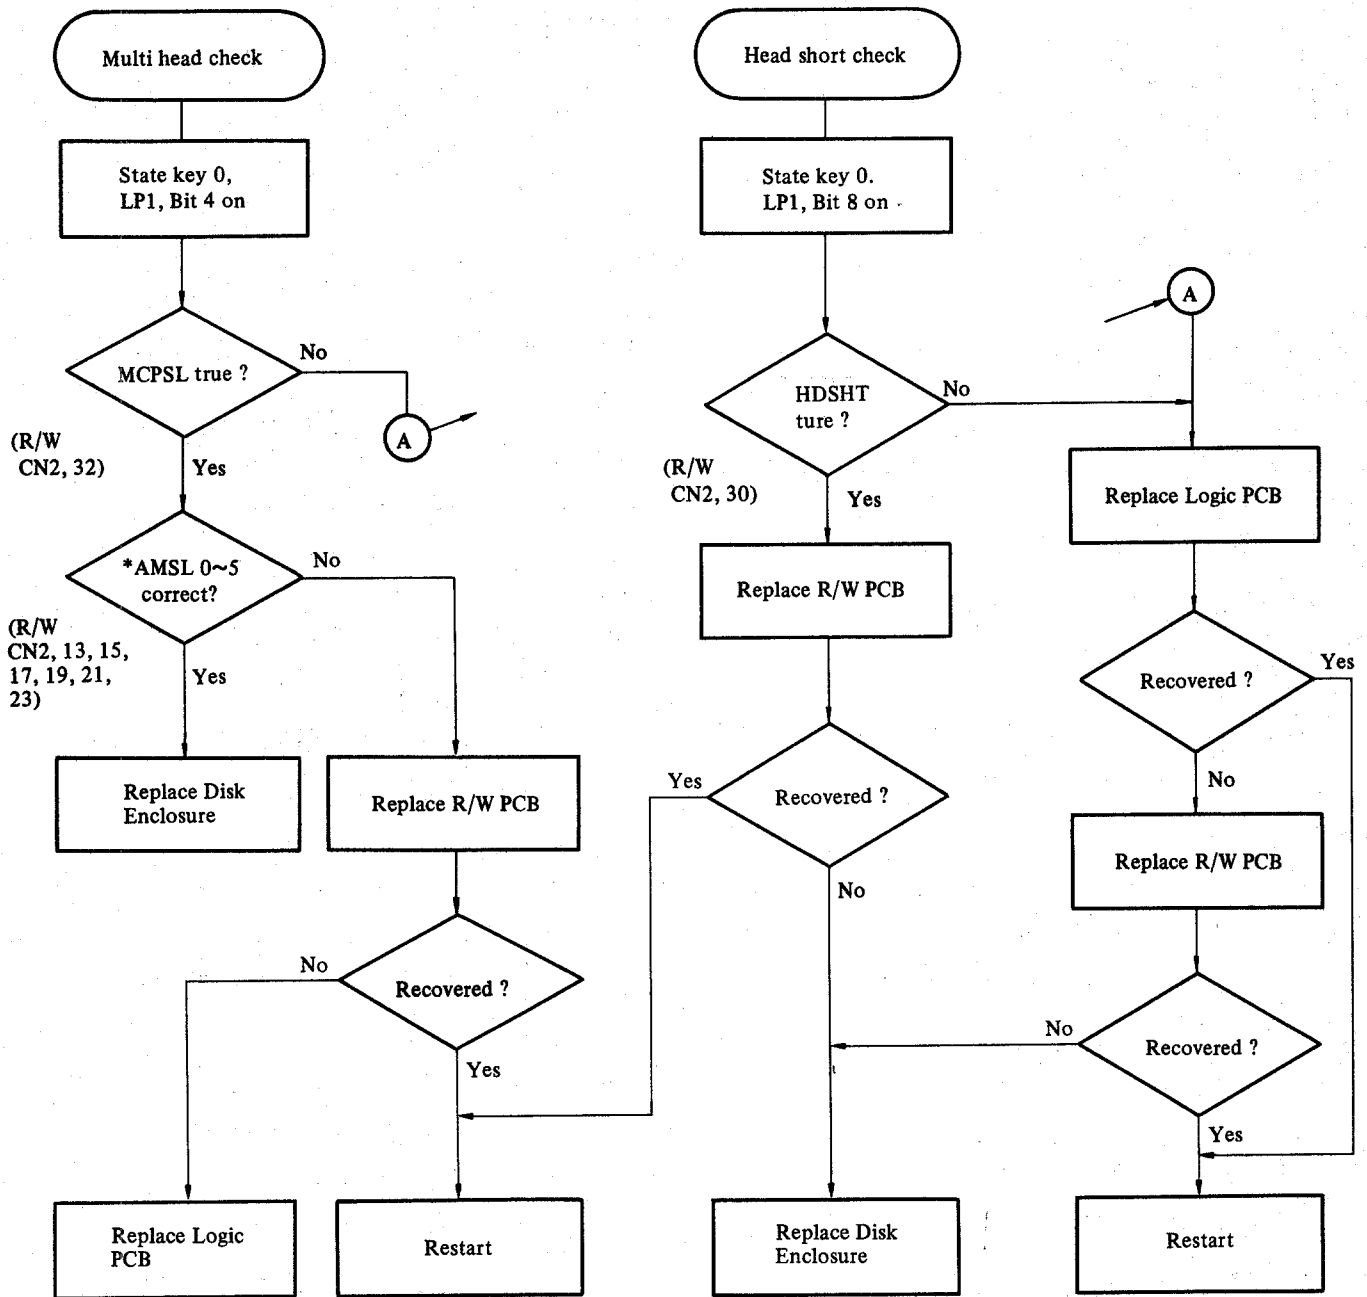 Multi head check
State key 0,
LP1, Bit 4 on
MCPSL true ?
No
A
(R/W
CN2, 32)
Yes
*AMSL 0~5
correct?
No
(R/W
CN2, 13, 15,
17, 19, 21,
23)
Yes
Replace Disk
Enclosure
Replace R/W PCB
Recovered ?
No
Yes
Replace Logic
PCB
Restart
Head short check
State key 0.
LP1, Bit 8 on
HDSHT
ture ?
No
(R/W
CN2, 30)
Yes
Replace R/W PCB
Recovered ?
Yes
No
Replace Disk
Enclosure
A
Replace Logic PCB
Recovered ?
Yes
No
Replace R/W PCB
Recovered ?
No
Yes
Restart